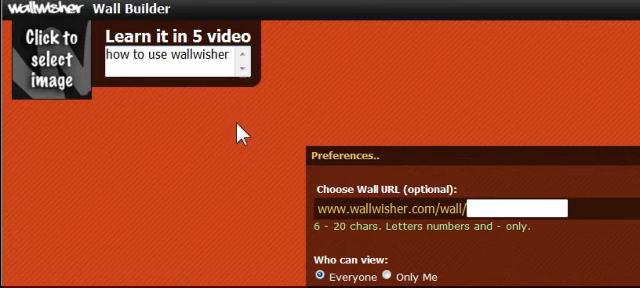 wallwisher Wall Builder
Click to
select
image
Learn it in 5 video
how to use wallwisher
Preferences..
Choose Wall URL (optional):
www.wallwisher.com/wall/
6 - 20 chars. Letters numbers and - only.
Who can view:
Everyone Only Me